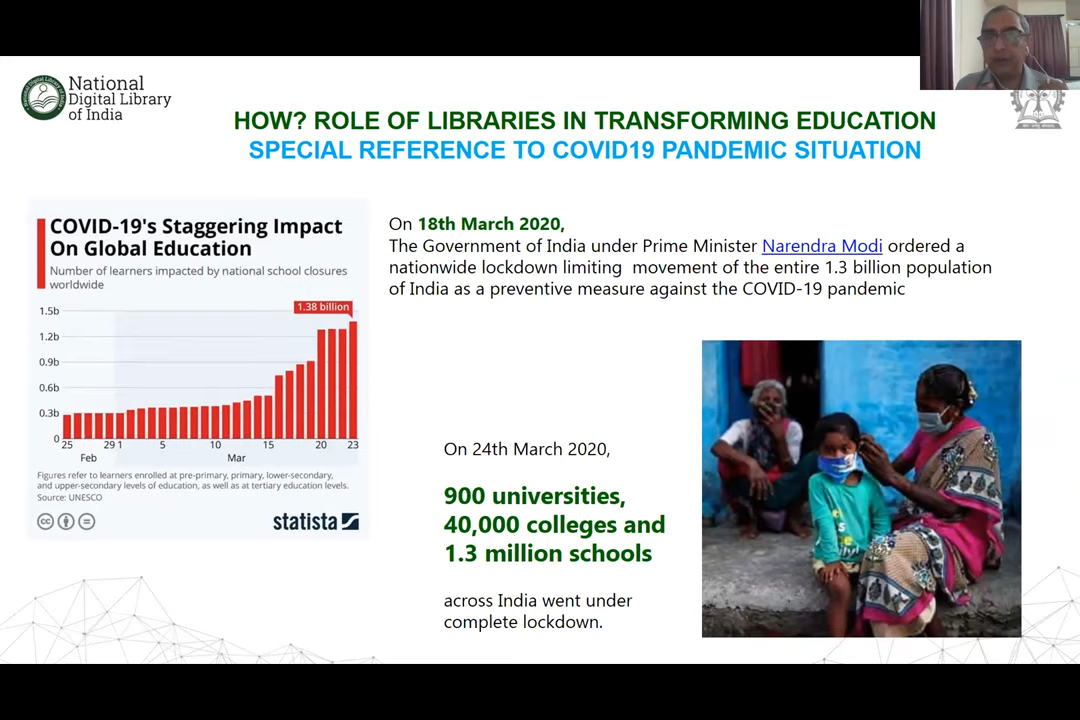 National
Digital Library
of India
HOW? ROLE OF LIBRARIES IN TRANSFORMING EDUCATION
SPECIAL REFERENCE TO COVID19 PANDEMIC SITUATION
COVID-19's Staggering Impact
On Global Education
Number of learners impacted by national school closures
worldwide
1.38 billion
1.5b
1.2b
0.9b
0.6b
0.3b
0
25 29 1 5 10 15 20 23
Feb Mar
Figures refer to learners enrolled at pre-primary, primary, lower-secondary,
and upper-secondary levels of education, as well as at tertiary education levels.
Source: UNESCO
cc
statista
On 18th March 2020,
The Government of India under Prime Minister Narendra Modi ordered a
nationwide lockdown limiting movement of the entire 1.3 billion population
of India as a preventive measure against the COVID-19 pandemic
On 24th March 2020,
900 universities,
40,000 colleges and
1.3 million schools
across India went under
complete lockdown.